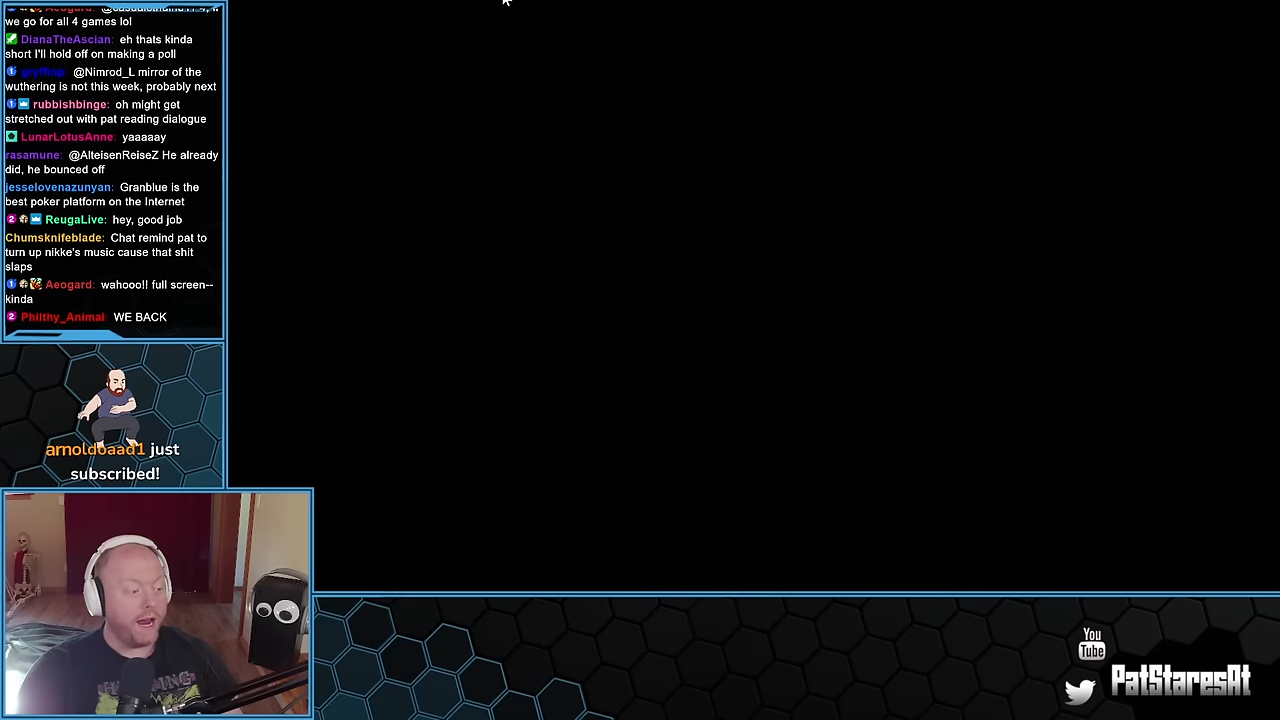 we go for all 4 games lol
DianaTheAscian: eh thats kinda
short I'll hold off on making a poll
@Nimrod_L mirror of the
wuthering is not this week, probably next
rubbishbinge: oh might get
stretched out with pat reading dialogue
LunarLotusAnne: yaaaaay
rasamune: @AlteisenReiseZ He already
did, he bounced off
jesselovenazunyan: Granblue is the
best poker platform on the Internet
ReugaLive: hey, good job
Chumsknifeblade: Chat remind pat to
turn up nikke's music cause that shit
slaps
Aeogard: wahooo!! full screen--
kinda
Philthy_Animal: WE BACK
arnoldoaad1 just
subscribed!
You
Tube
PatStaresAt